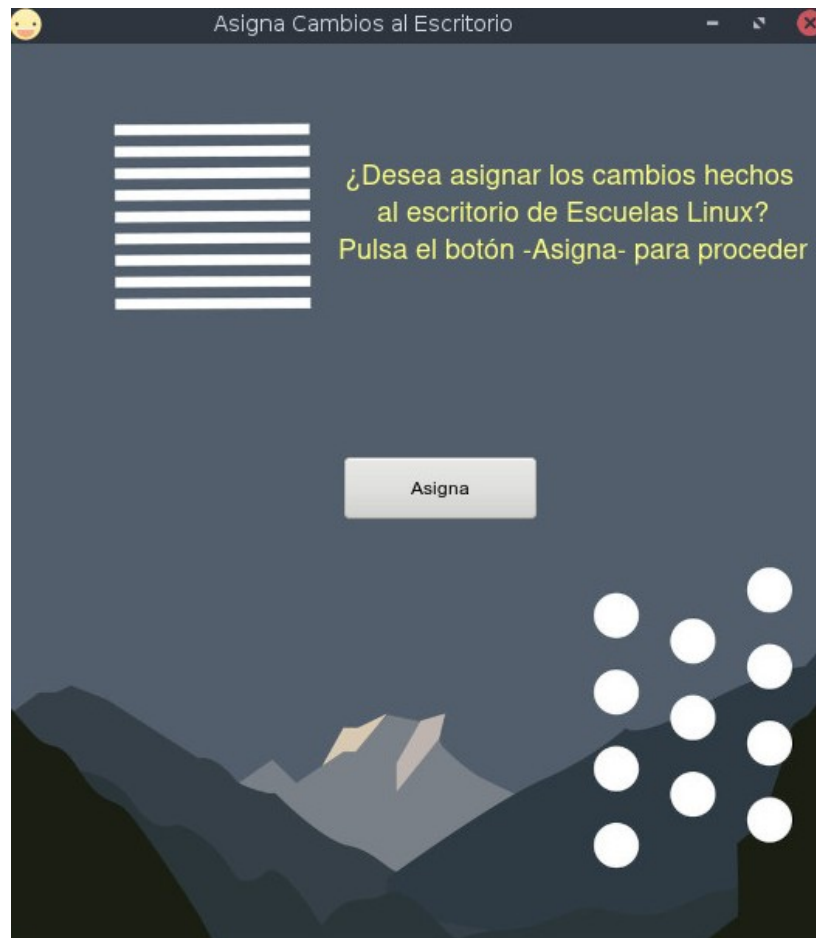 Asigna Cambios al Escritorio
¿Desea asignar los cambios hechos
al escritorio de Escuelas Linux?
Pulsa el botón -Asigna- para proceder
Asigna